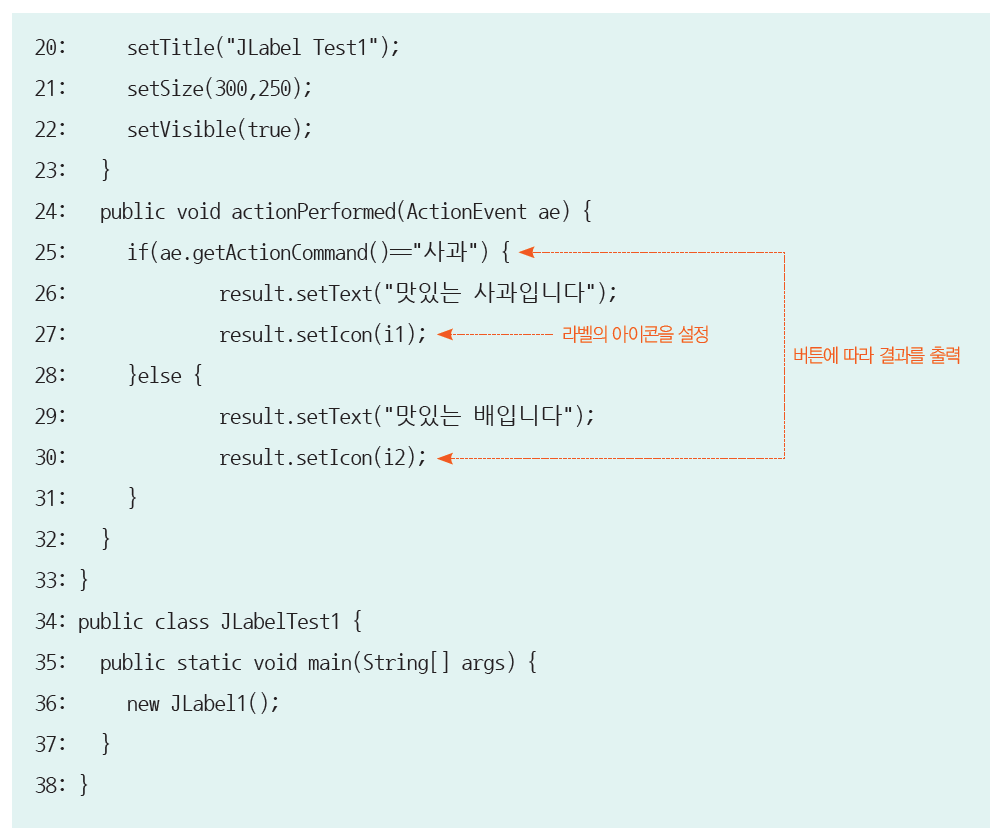 20: setTitle("JLabel Test1");
21: setSize(300,250);
22: setVisible(true);
23: }
24: public void actionPerformed(ActionEvent ae) {
25: if(ae.getActionCommand()=="사과") {
26: result.setText("맛있는 사과입니다");
27: result.setIcon(i1); 라벨의 아이콘을 설정
버튼에 따라 결과를 출력
28: }else {
29: result.setText("맛있는 배입니다");
30: result.setIcon(i2);
31: }
32: }
33: }
34: public class JLabelTest1 {
35: public static void main(String[] args) {
36: new JLabel1();
37: }
38: }